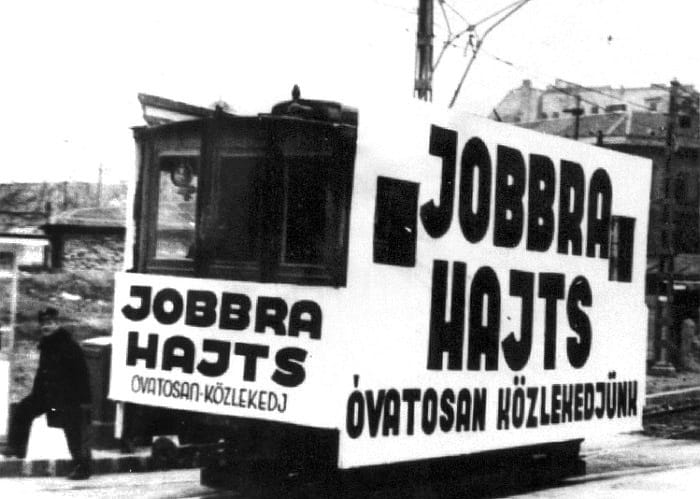 JOBBRA
HAJTS
ÓVATOSAN-KÖZLEKEDJ
JOBBRA
HAJTS
ÓVATOSAN KÖZLEKEDJÜNK